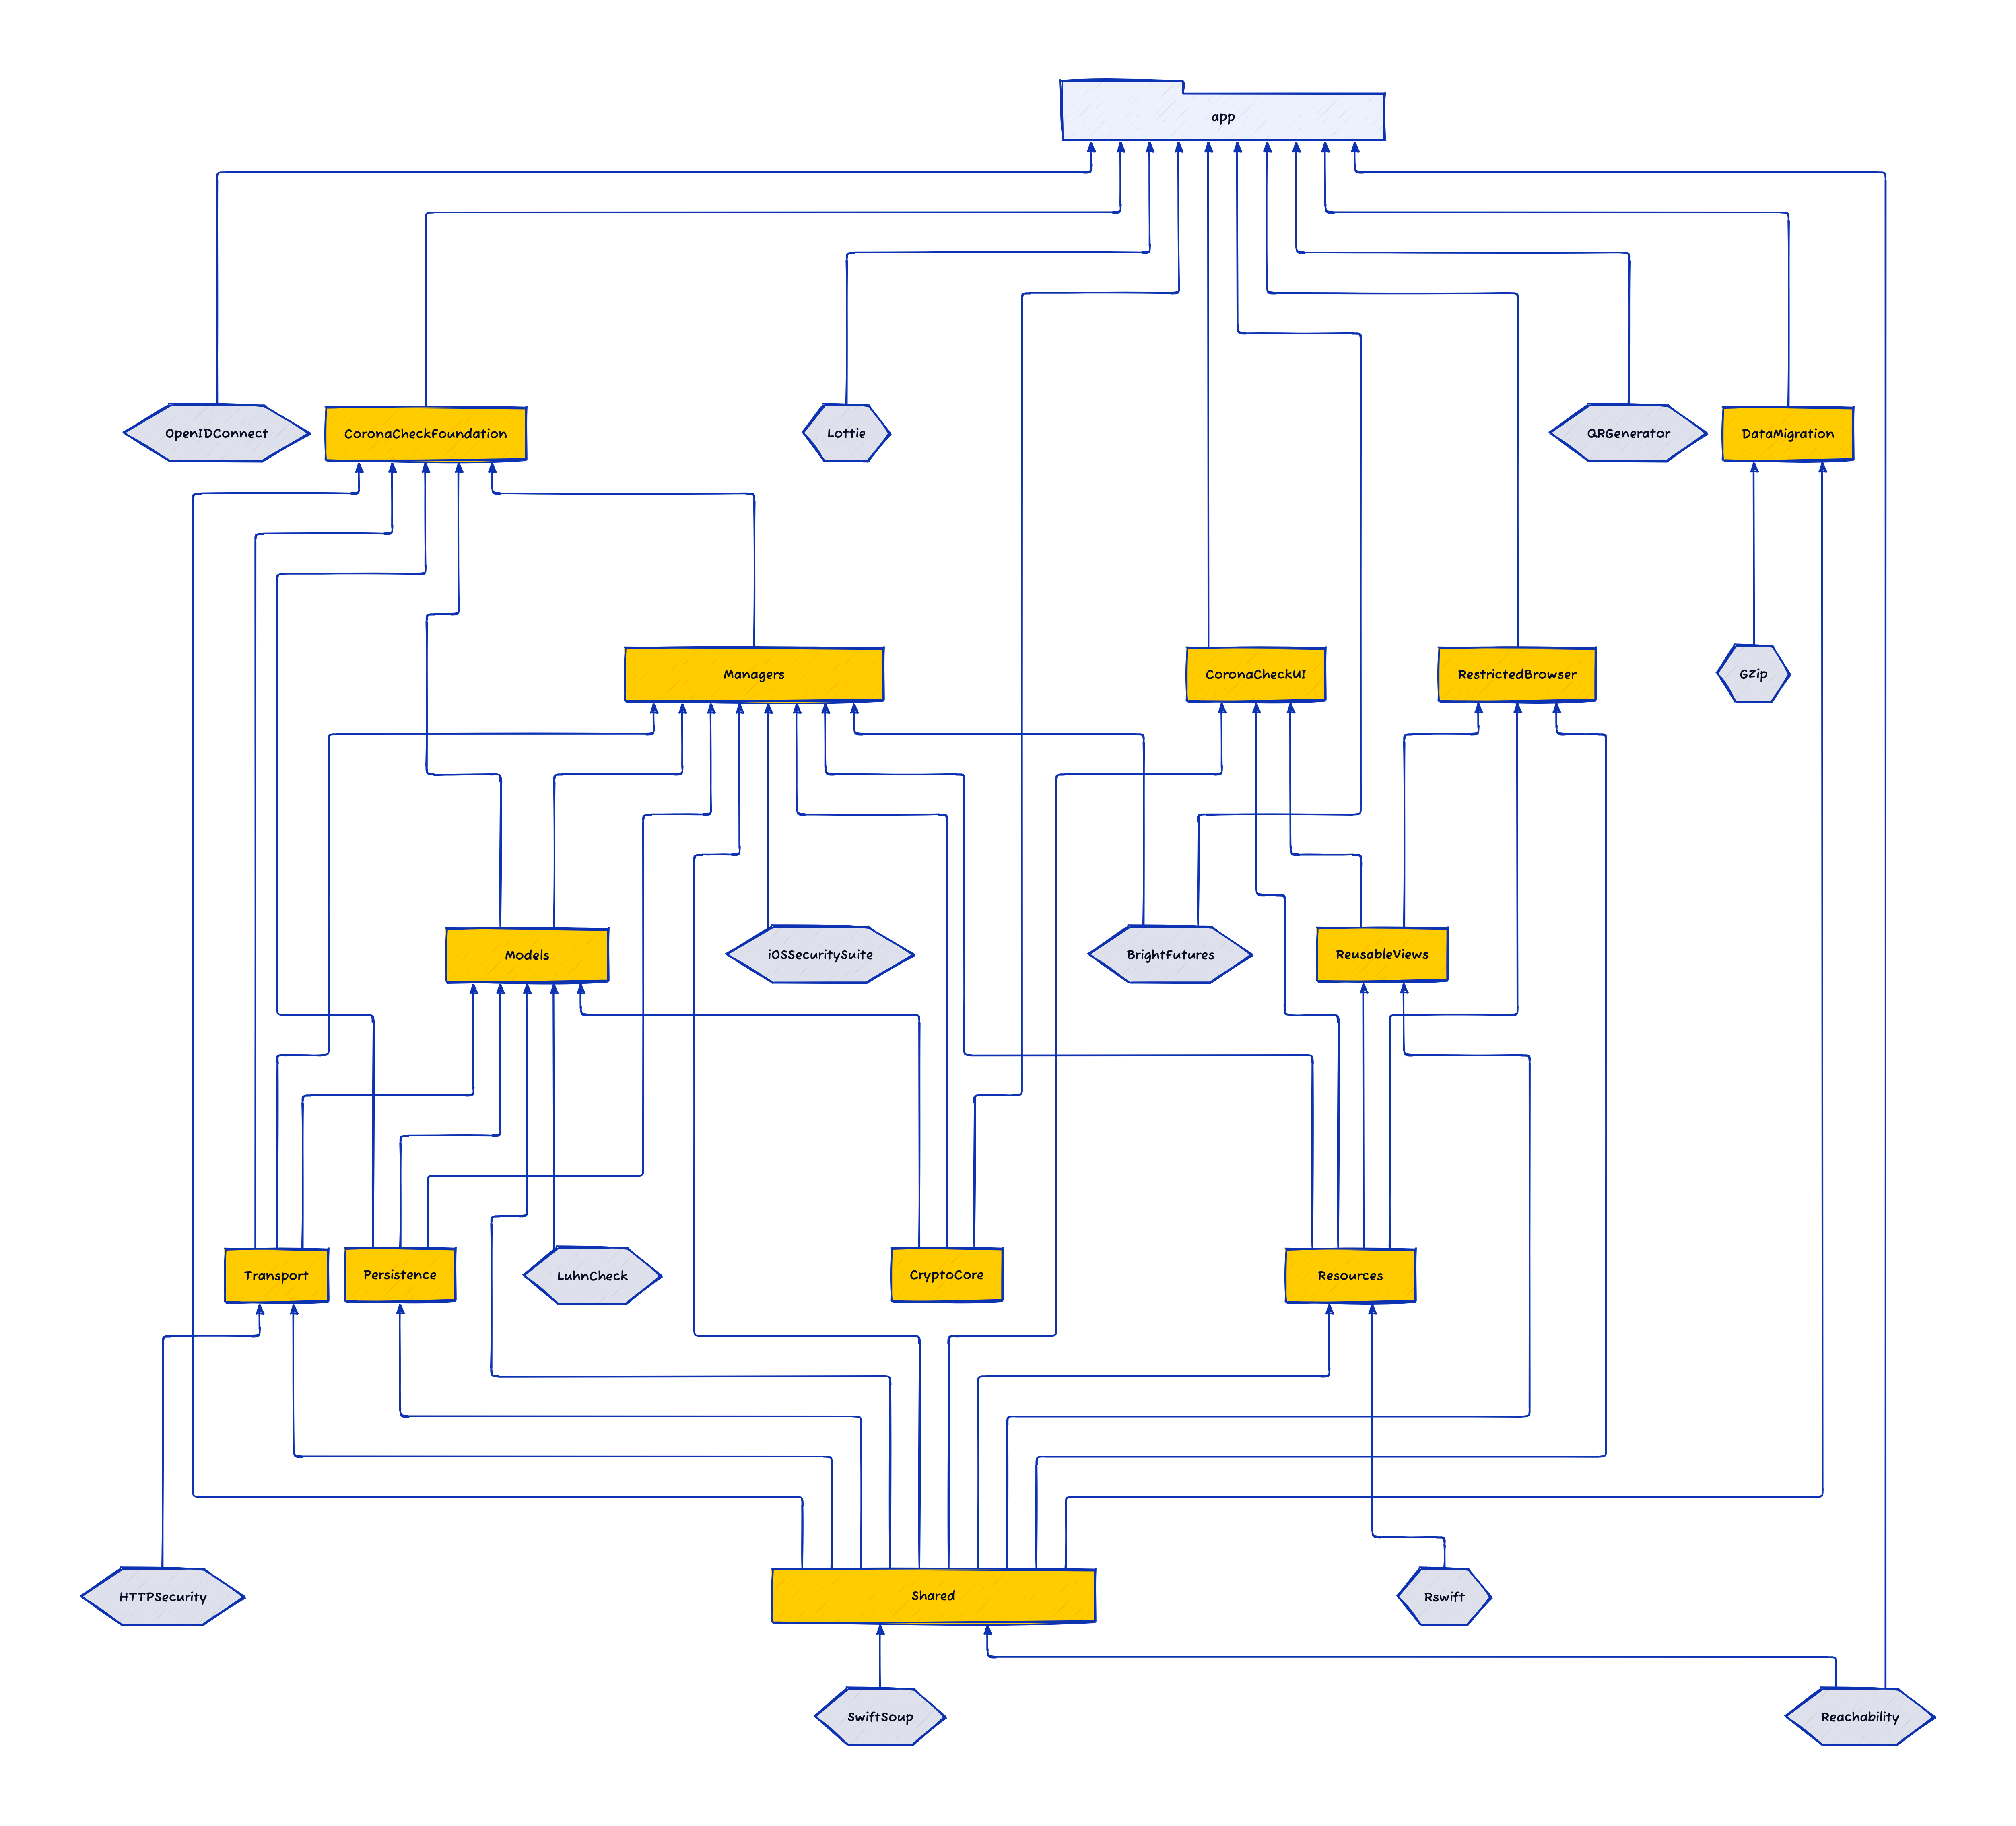 app
OpenIDConnect
CoronaCheckFoundation
Lottie
QRGenerator
DataMigration
Managers
CoronaCheckUI
RestrictedBrowser
GZip
Models
iOSSecuritySuite
BrightFutures
ReusableViews
Transport
Persistence
LuhnCheck
CryptoCore
Resources
HTTPSecurity
Shared
Rswift
SwiftSoup
Reachability